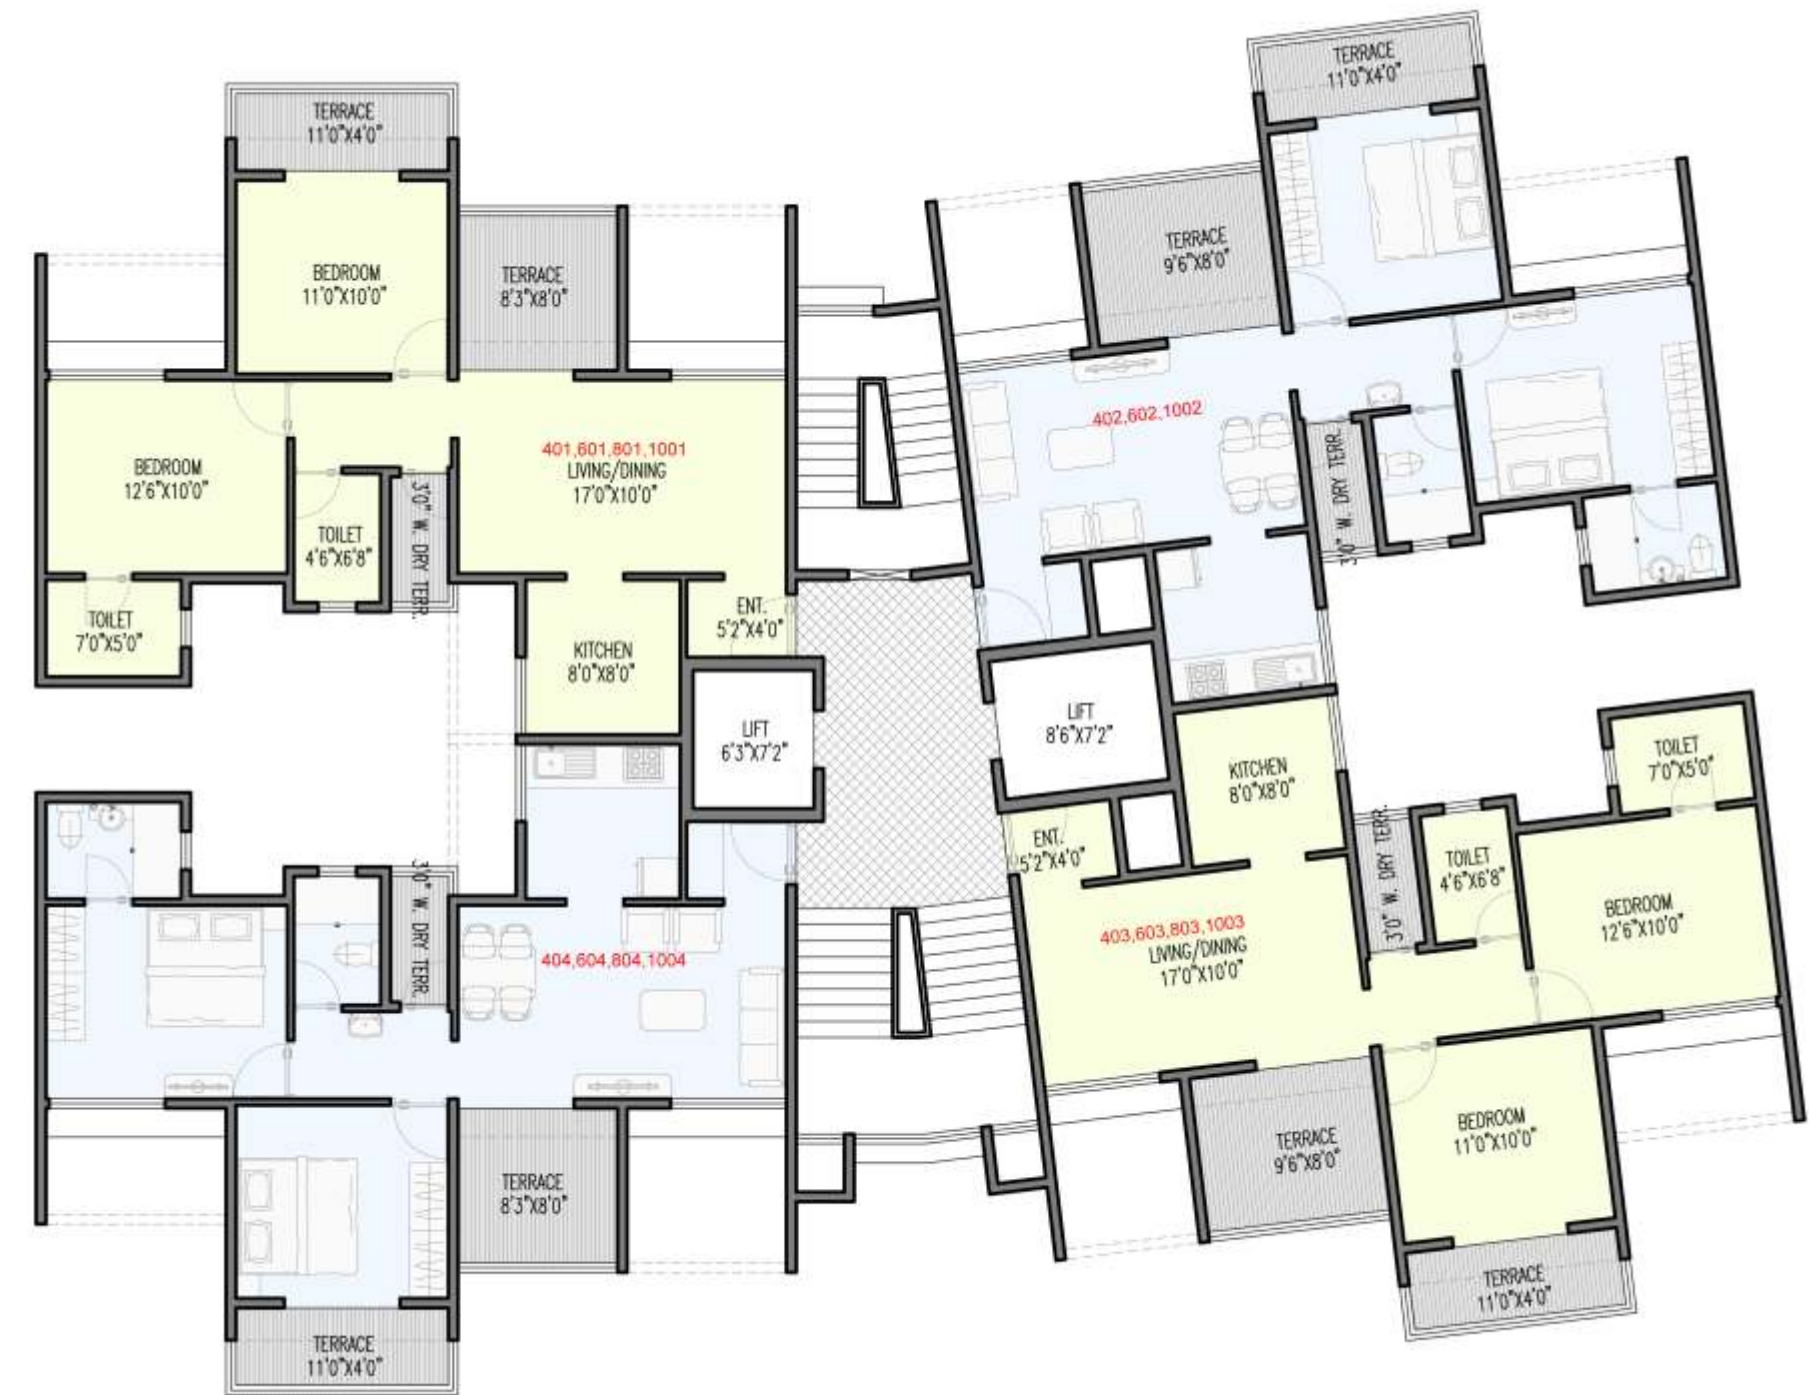 TERRACE
11'0"X4'0"
BEDROOM
11'0"X10'0"
TERRACE
8'3"X8'0"
BEDROOM
12'6"X10'0"
401,601,801,1001
LIVING/DINING
17'0"X10'0"
TOILET
4'6"X6'8"
3'0" W. DRY TERR.
TOILET
7'0"X5'0"
ENT.
5'2"X4'0"
KITCHEN
8'0"X8'0"
LIFT
6'3"X7'2"
TERRACE
11'0"X4'0"
TERRACE
9'6"X8'0"
402,602,1002
3'0" W. DRY TERR.
LIFT
8'6"X7'2"
KITCHEN
8'0"X8'0"
TOILET
7'0"X5'0"
ENT.
5'2"X4'0"
3'0" W. DRY TERR.
TOILET
4'6"X6'8"
BEDROOM
12'6"X10'0"
403,603,803,1003
LIVING/DINING
17'0"X10'0"
BEDROOM
11'0"X10'0"
TERRACE
9'6"X8'0"
TERRACE
11'0"X4'0"
3'0" W. DRY TERR.
404,604,804,1004
TERRACE
8'3"X8'0"
TERRACE
11'0"X4'0"